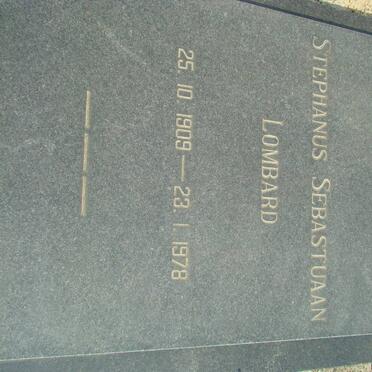 STEPHANUS SEBASTUAAN
LOMBARD
25. 10. 1909 — 23. 1. 1978